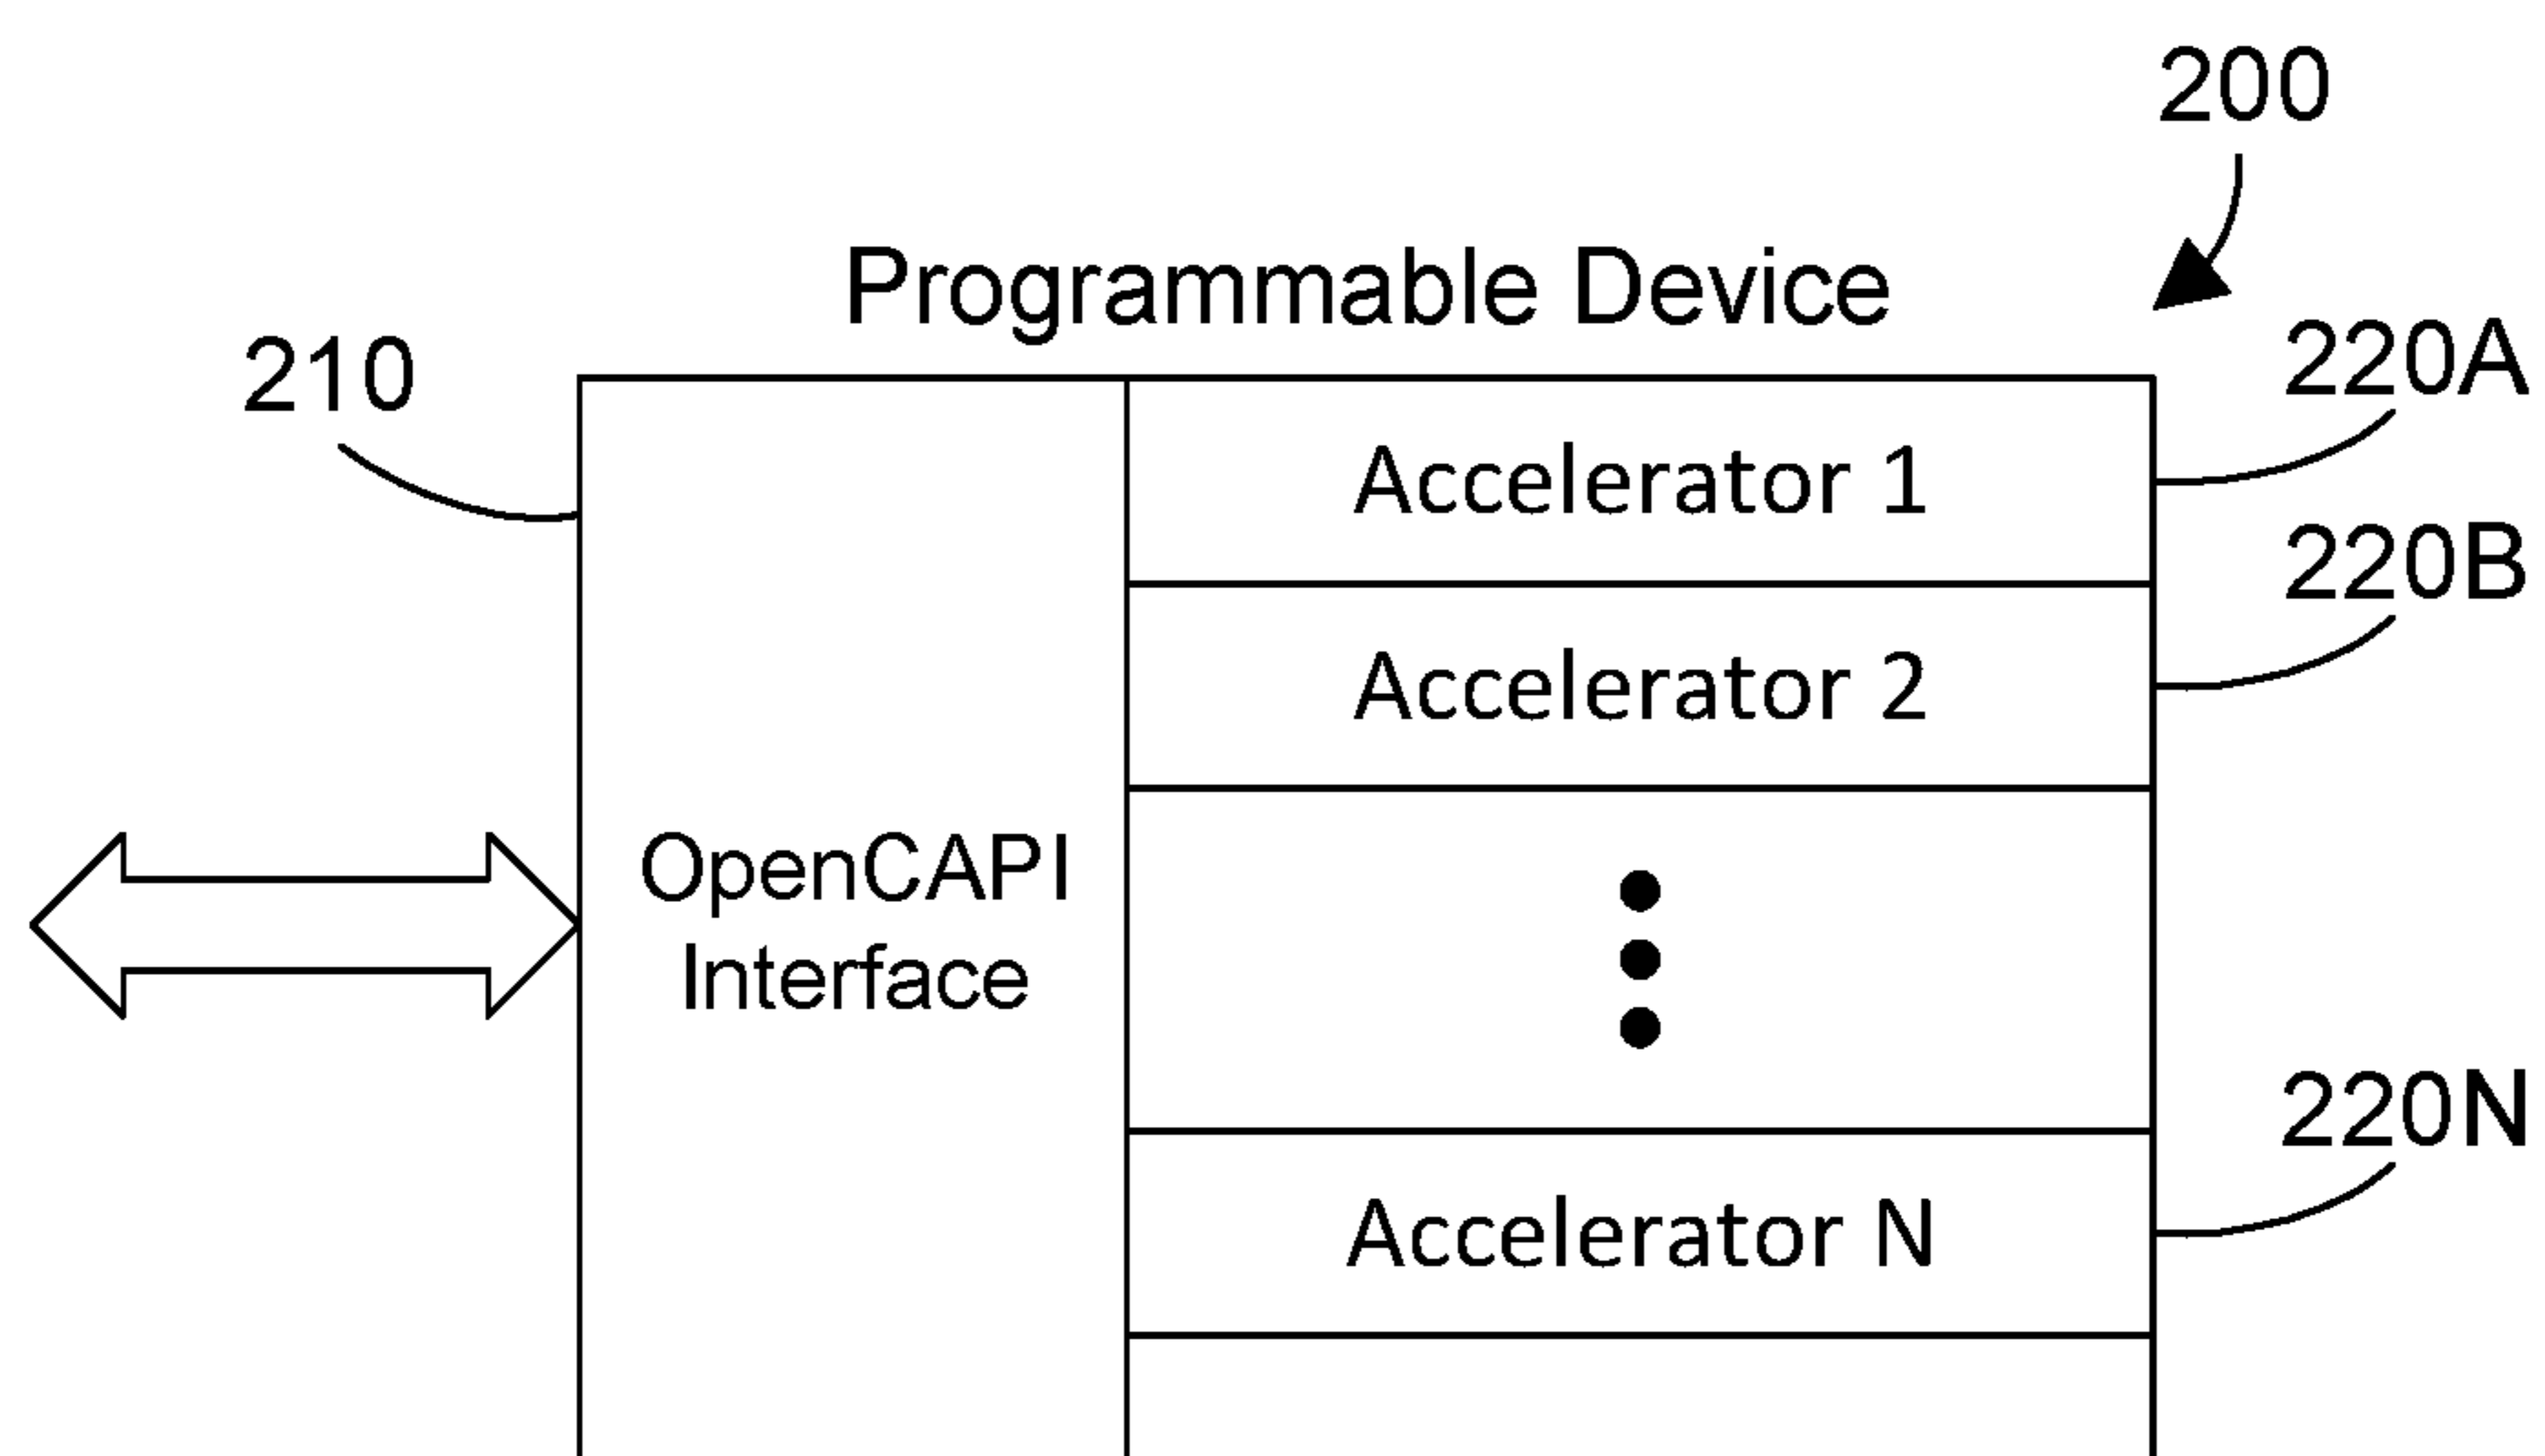 200
Programmable Device
210
220A
Accelerator 1
220B
Accelerator 2
OpenCAPI
Interface
220N
Accelerator N